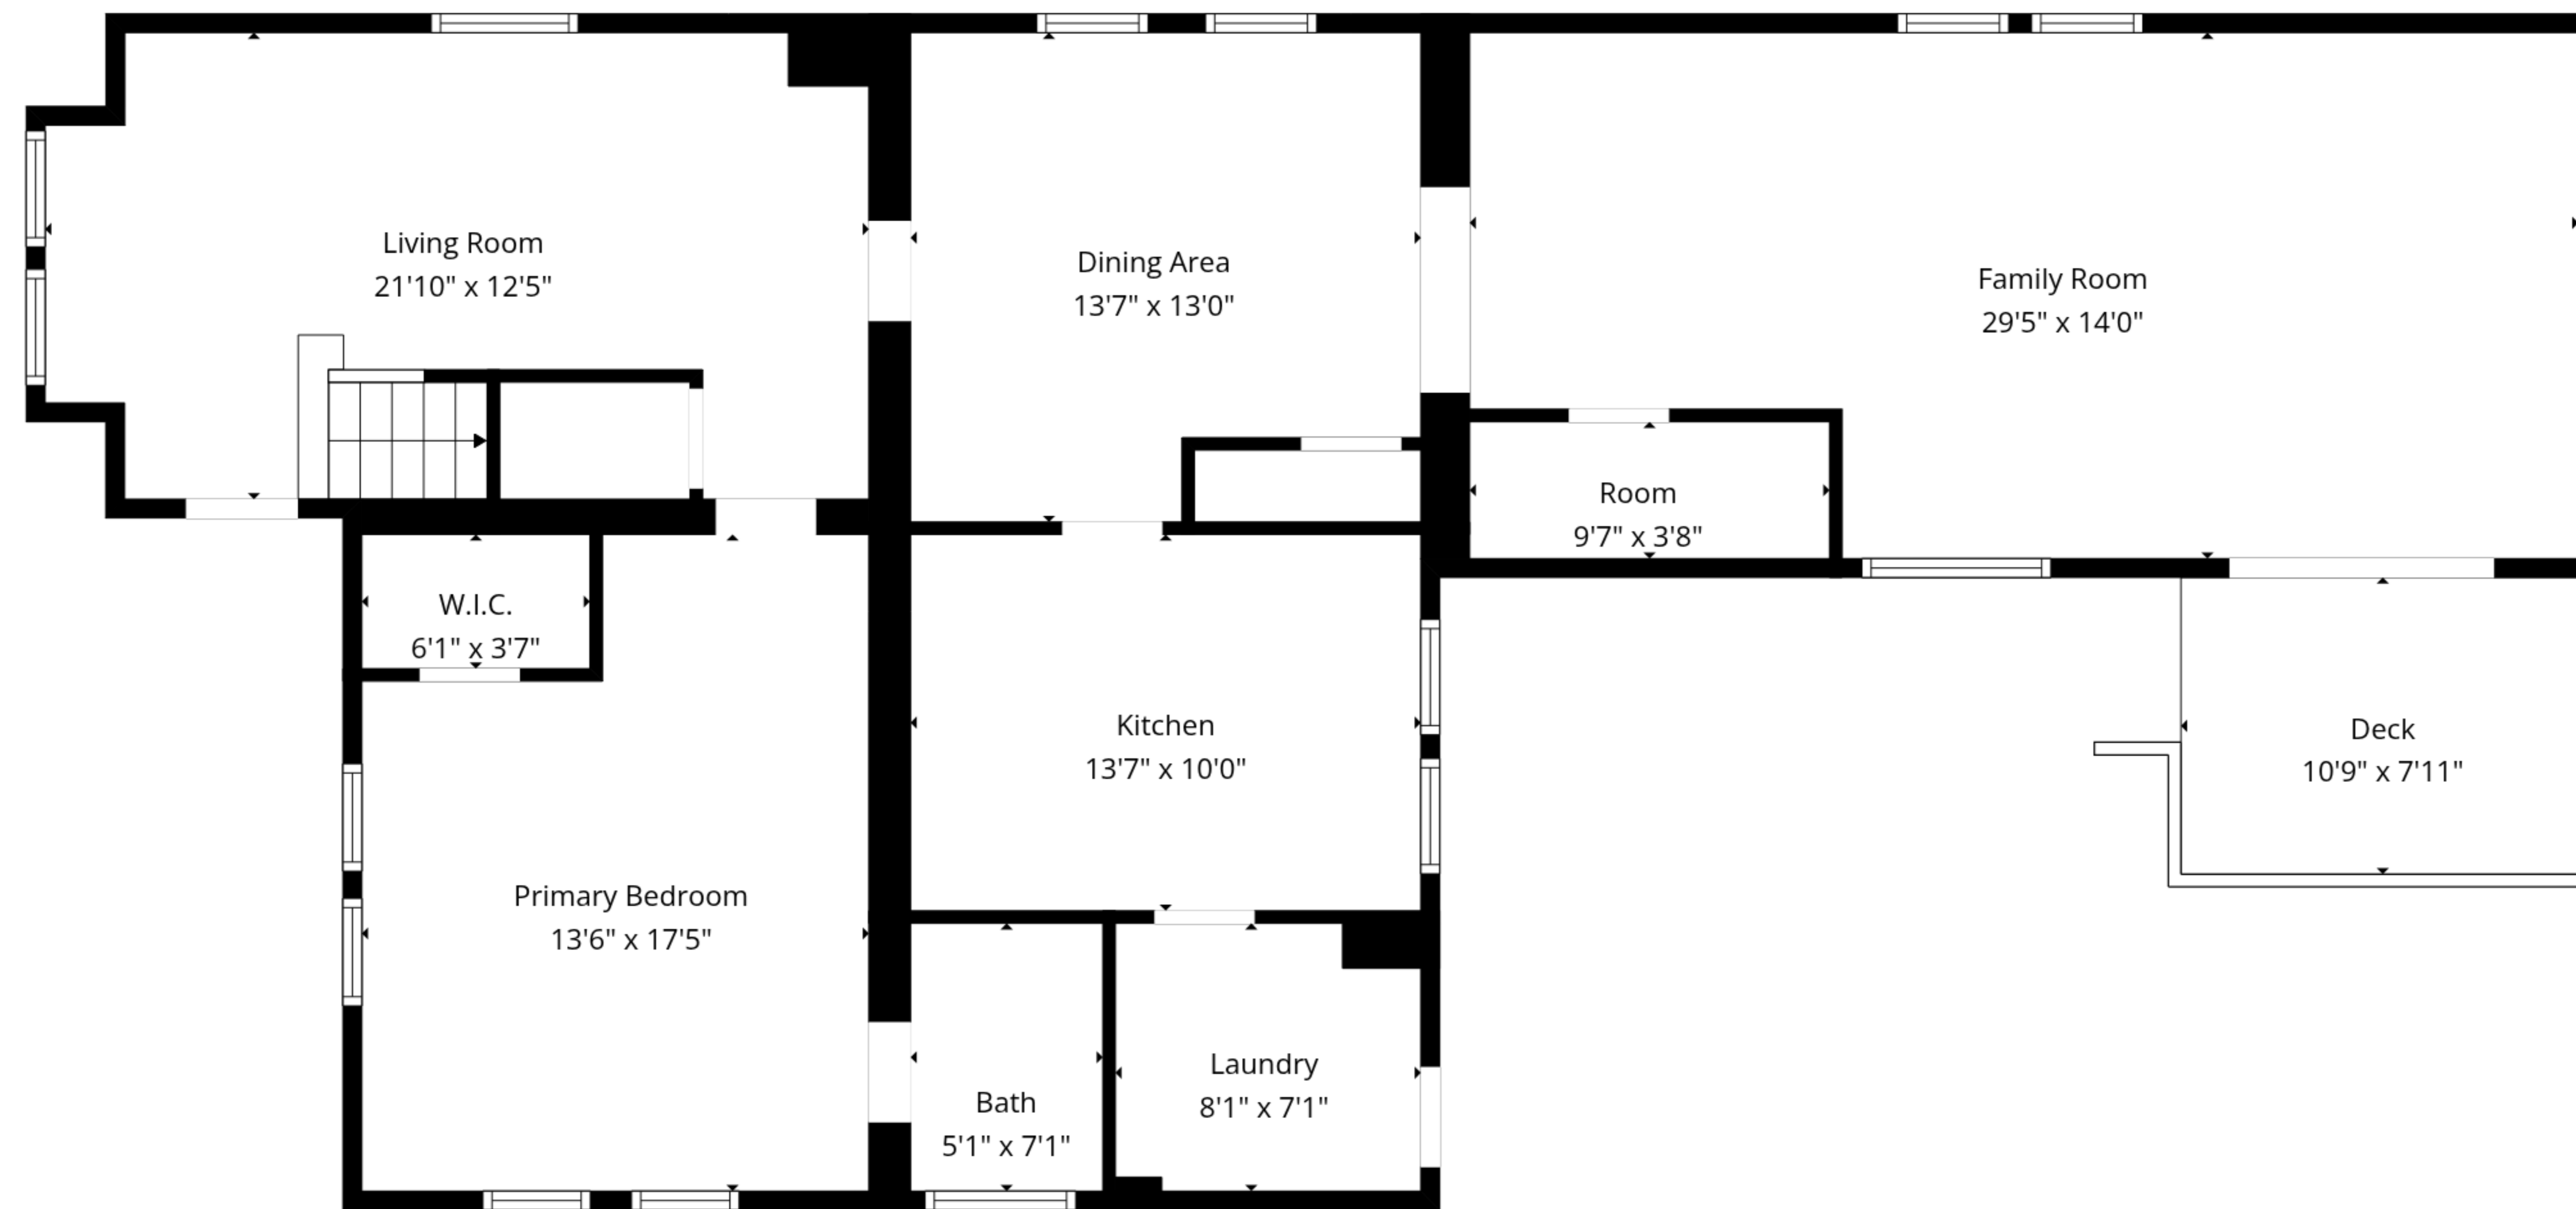 Living Room
21'10" x 12'5"
Dining Area
13'7" x 13'0"
Family Room
29'5" x 14'0"
Room
9'7" x 3'8"
W.I.C.
6'1" x 3'7"
Kitchen
13'7" x 10'0"
Deck
10'9" x 7'11"
Primary Bedroom
13'6" x 17'5"
Bath
5'1" x 7'1"
Laundry
8'1" x 7'1"